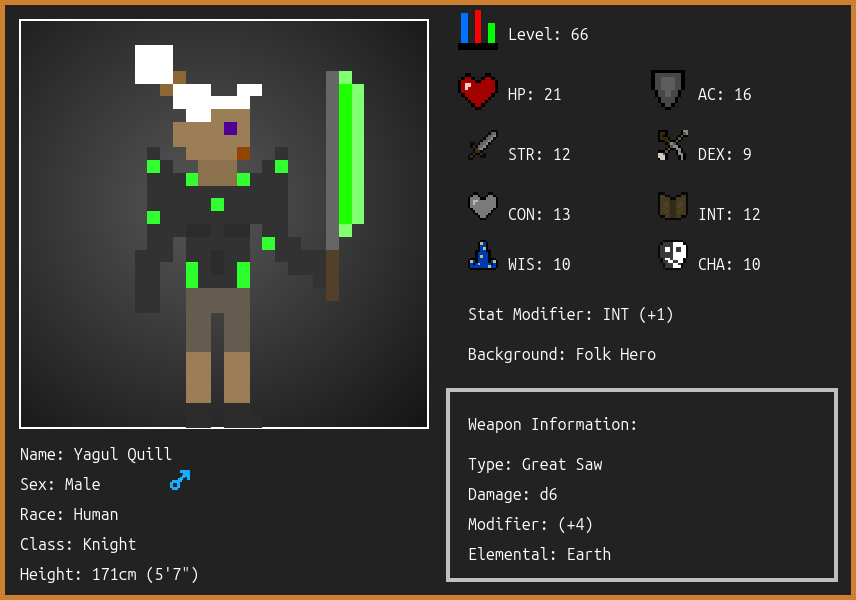 Level: 66
HP: 21
AC: 16
STR: 12
DEX: 9
CON: 13
INT: 12
WIS: 10
CHA: 10
Stat Modifier: INT (+1)
Background: Folk Hero
Weapon Information:
Type: Great Saw
Damage: d6
Modifier: (+4)
Elemental: Earth
Name: Yagul Quill
Sex: Male
Race: Human
Class: Knight
Height: 171cm (5'7")